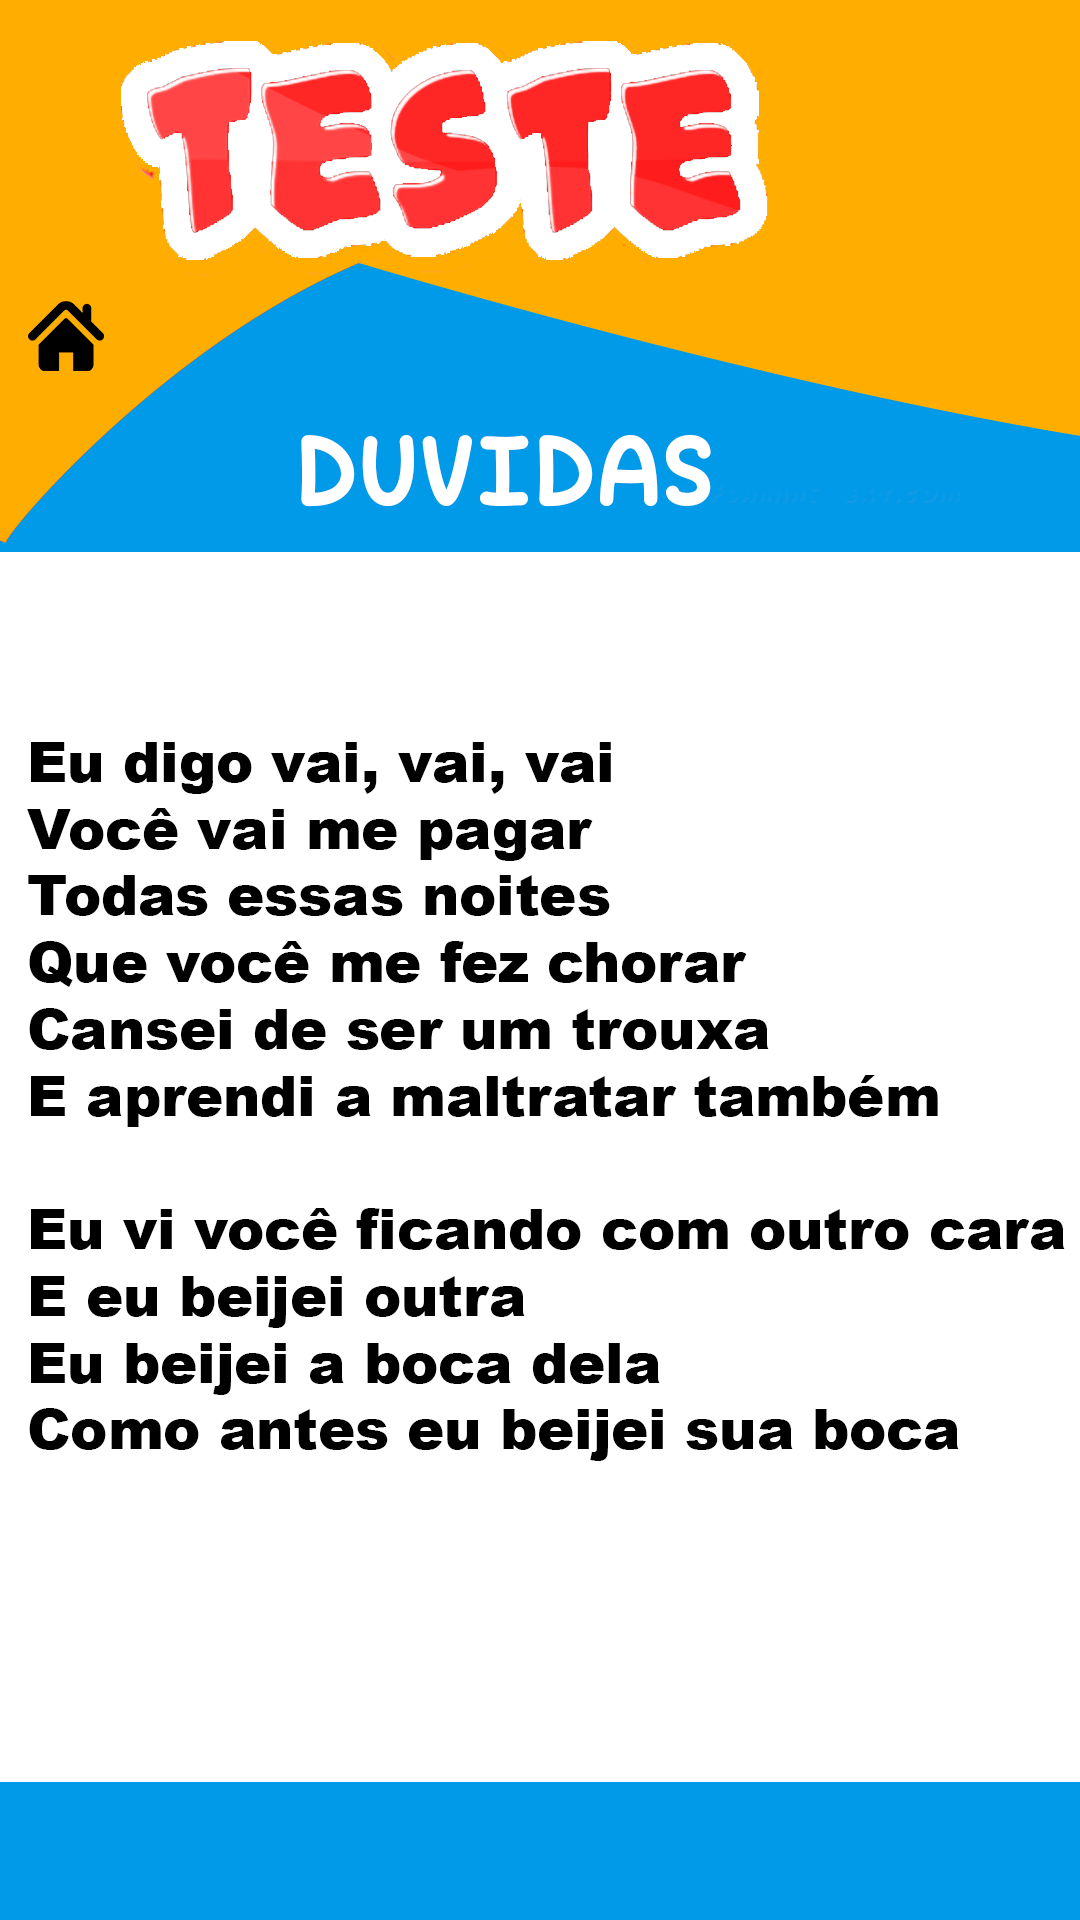 TESTE
DUVIDAS
Eu digo vai, vai, vai
Você vai me pagar
Todas essas noites
Que você me fez chorar
Cansei de ser um trouxa
E aprendi a maltratar também
Eu vi você ficando com outro cara
E eu beijei outra
Eu beijei a boca dela
Como antes eu beijei sua boca